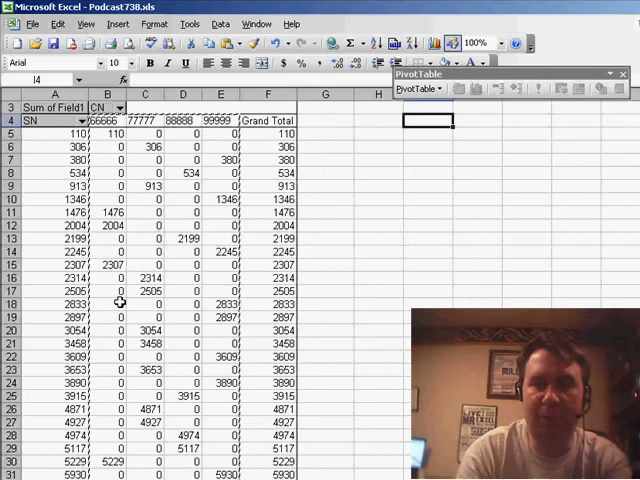 Microsoft Excel - Podcast738.xls
File Edit View Insert Format Tools Data Window Help
Σ 100%
Arial 10 B I U $ % ,
I4 fx
PivotTable
PivotTable
A B C D E F G H
3 Sum of Field1 CN
4 SN 66666 77777 88888 99999 Grand Total
5 110 110 0 0 0 110
6 306 0 306 0 0 306
7 380 0 0 0 380 380
8 534 0 0 534 0 534
9 913 0 913 0 0 913
10 1346 0 0 0 1346 1346
11 1476 1476 0 0 0 1476
12 2004 2004 0 0 0 2004
13 2199 0 0 2199 0 2199
14 2245 0 0 0 2245 2245
15 2307 2307 0 0 0 2307
16 2314 0 2314 0 0 2314
17 2505 0 2505 0 0 2505
18 2833 0 0 2833 2833
19 2897 0 0 0 2897 2897
20 3054 0 3054 0 0 3054
21 3458 0 3458 0 0 3458
22 3609 0 0 0 3609 3609
23 3653 0 3653 0 0 3653
24 3890 0 0 0 3890 3890
25 3915 0 0 3915 0 3915
26 4871 0 4871 0 0 4871
27 4927 0 4927 0 0 4927
28 4974 0 0 4974 0 4974
29 5117 0 0 5117 0 5117
30 5229 5229 0 0 0 5229
31 5930 0 0 0 5930 5930